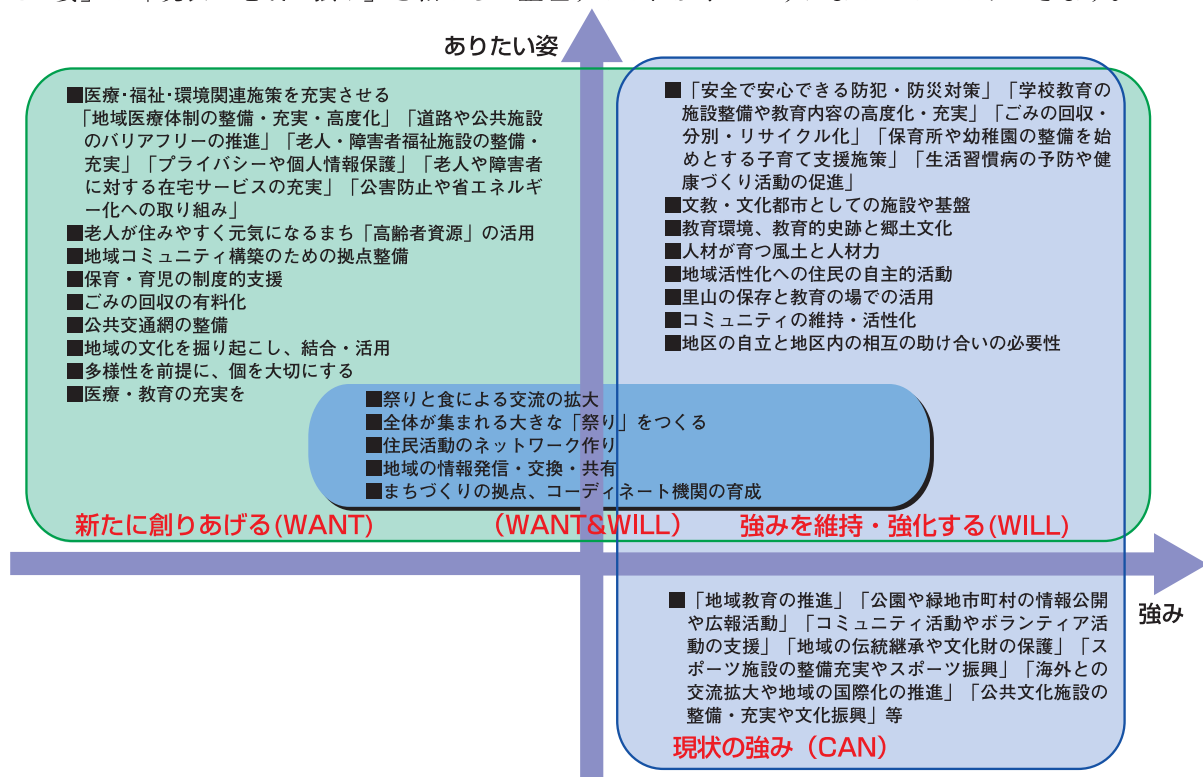 ありたい姿
■医療・福祉・環境関連施策を充実させる
「地域医療体制の整備・充実・高度化」「道路や公共施設
のバリアフリーの推進」「老人・障害者福祉施設の整備・
充実」「プライバシーや個人情報保護」「老人や障害者
に対する在宅サービスの充実」「公害防止や省エネルギ
ー化への取り組み」
■老人が住みやすく元気になるまち「高齢者資源」の活用
■地域コミュニティ構築のための拠点整備
■保育・育児の制度的支援
■ごみの回収の有料化
■公共交通網の整備
■地域の文化を掘り起こし、結合・活用
■多様性を前提に、個を大切にする
■医療・教育の充実を
■「安全で安心できる防犯・防災対策」「学校教育の
施設整備や教育内容の高度化・充実」「ごみの回収・
分別・リサイクル化」「保育所や幼稚園の整備を始
めとする子育て支援施策」「生活習慣病の予防や健
康づくり活動の促進」
■文教・文化都市としての施設や基盤
■教育環境、教育的史跡と郷土文化
■人材が育つ風土と人材力
■地域活性化への住民の自主的活動
■里山の保存と教育の場での活用
■コミュニティの維持・活性化
■地区の自立と地区内の相互の助け合いの必要性
■祭りと食による交流の拡大
■全体が集まれる大きな「祭り」をつくる
■住民活動のネットワーク作り
■地域の情報発信・交換・共有
■まちづくりの拠点、コーディネート機関の育成
新たに創りあげる(WANT)
(WANT&WILL)
強みを維持・強化する(WILL)
強み
■「地域教育の推進」「公園や緑地市町村の情報公開
や広報活動」「コミュニティ活動やボランティア活
動の支援」「地域の伝統継承や文化財の保護」「ス
ポーツ施設の整備充実やスポーツ振興」「海外との
交流拡大や地域の国際化の推進」「公共文化施設の
整備・充実や文化振興」等
現状の強み(CAN)